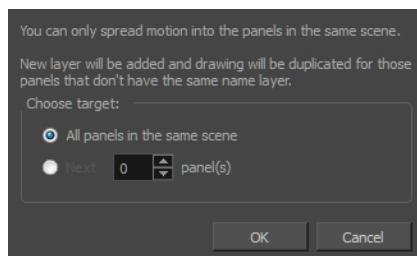 You can only spread motion into the panels in the same scene.
New layer will be added and drawing will be duplicated for those
panels that don't have the same name layer.
Choose target:
All panels in the same scene
Next 0 panel(s)
OK Cancel